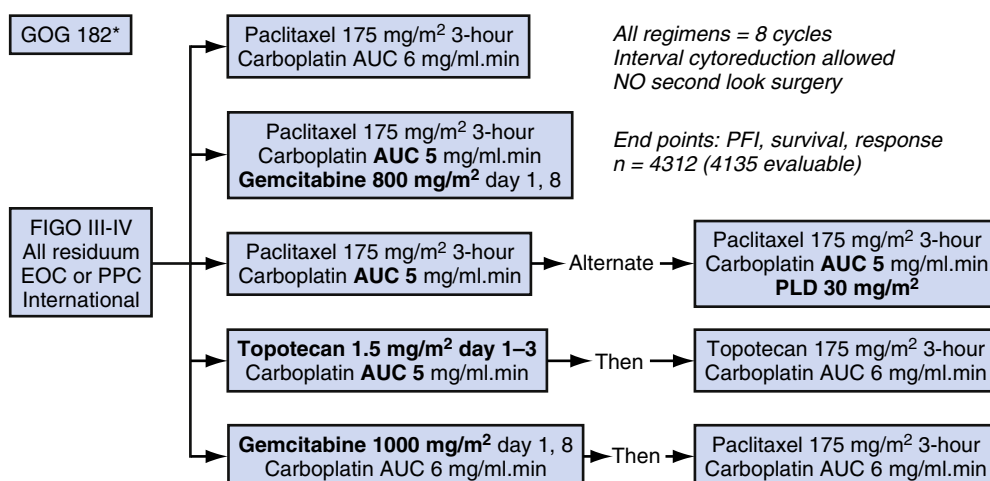 GOG 182*
Paclitaxel 175 mg/m² 3-hour
Carboplatin AUC 6 mg/ml.min
All regimens = 8 cycles
Interval cytoreduction allowed
NO second look surgery
End points: PFI, survival, response
n = 4312 (4135 evaluable)
Paclitaxel 175 mg/m² 3-hour
Carboplatin AUC 5 mg/ml.min
Gemcitabine 800 mg/m² day 1, 8
FIGO III-IV
All residuum
EOC or PPC
International
Paclitaxel 175 mg/m² 3-hour
Carboplatin AUC 5 mg/ml.min
Alternate
Paclitaxel 175 mg/m² 3-hour
Carboplatin AUC 5 mg/ml.min
PLD 30 mg/m²
Topotecan 1.5 mg/m² day 1–3
Carboplatin AUC 5 mg/ml.min
Then
Topotecan 175 mg/m² 3-hour
Carboplatin AUC 6 mg/ml.min
Gemcitabine 1000 mg/m² day 1, 8
Carboplatin AUC 6 mg/ml.min
Then
Paclitaxel 175 mg/m² 3-hour
Carboplatin AUC 6 mg/ml.min